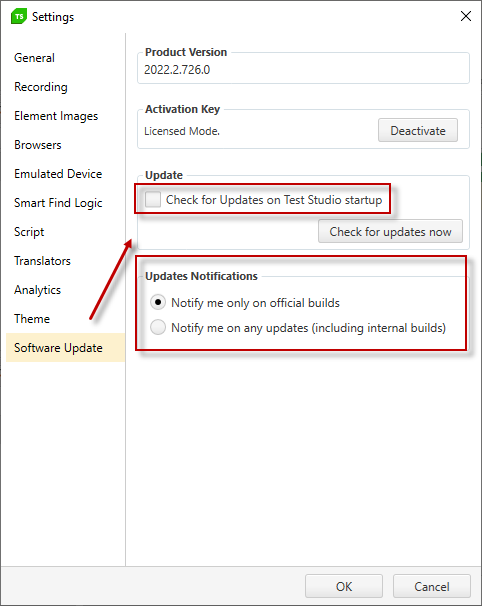 TS Settings
General
Recording
Element Images
Browsers
Emulated Device
Smart Find Logic
Script
Translators
Analytics
Theme
Software Update
Product Version
2022.2.726.0
Activation Key
Licensed Mode.
Deactivate
Update
Check for Updates on Test Studio startup
Check for updates now
Updates Notifications
Notify me only on official builds
Notify me on any updates (including internal builds)
OK
Cancel